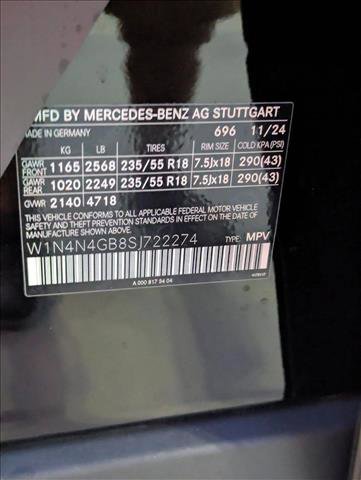 MFD BY MERCEDES-BENZ AG STUTTGART
MADE IN GERMANY 696 11/24
KG LB TIRES RIM SIZE COLD KPA (PSI)
GAWR FRONT 1165 2568 235/55 R18 7.5Jx18 290(43)
GAWR REAR 1020 2249 235/55 R18 7.5Jx18 290(43)
GVWR 2140 4718
THIS VEHICLE CONFORMS TO ALL APPLICABLE FEDERAL MOTOR VEHICLE
SAFETY BUMPER, AND THEFT PREVENTION STANDARDS IN EFFECT ON THE DATE OF
MANUFACTURE SHOWN ABOVE.
W1N4N4GB8SJ722274 TYPE: MPV
A 000 817 94 04